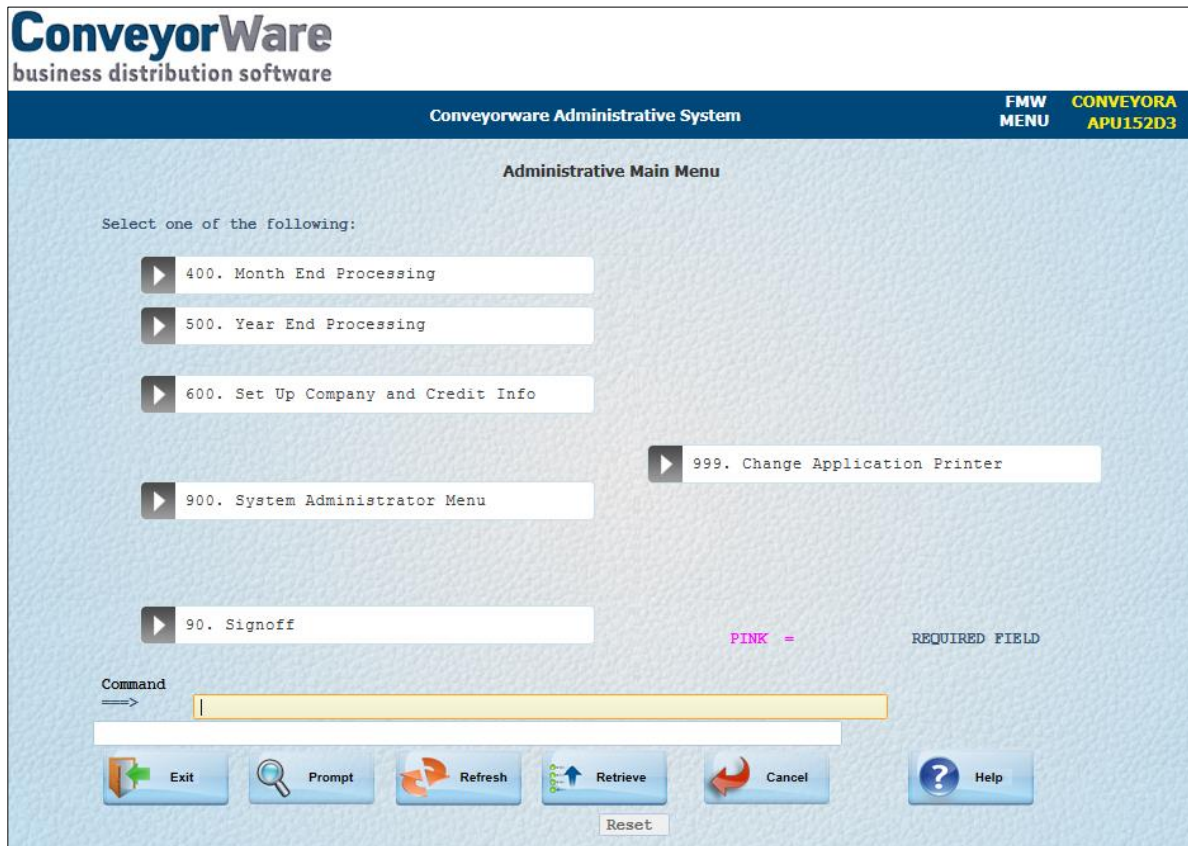 ConveyorWare
business distribution software
Conveyorware Administrative System
FMW
MENU
CONVEYORA
APU152D3
Administrative Main Menu
Select one of the following:
400. Month End Processing
500. Year End Processing
600. Set Up Company and Credit Info
999. Change Application Printer
900. System Administrator Menu
90. Signoff
PINK = REQUIRED FIELD
Command
===>
Exit Prompt Refresh Retrieve Cancel ? Help
Reset